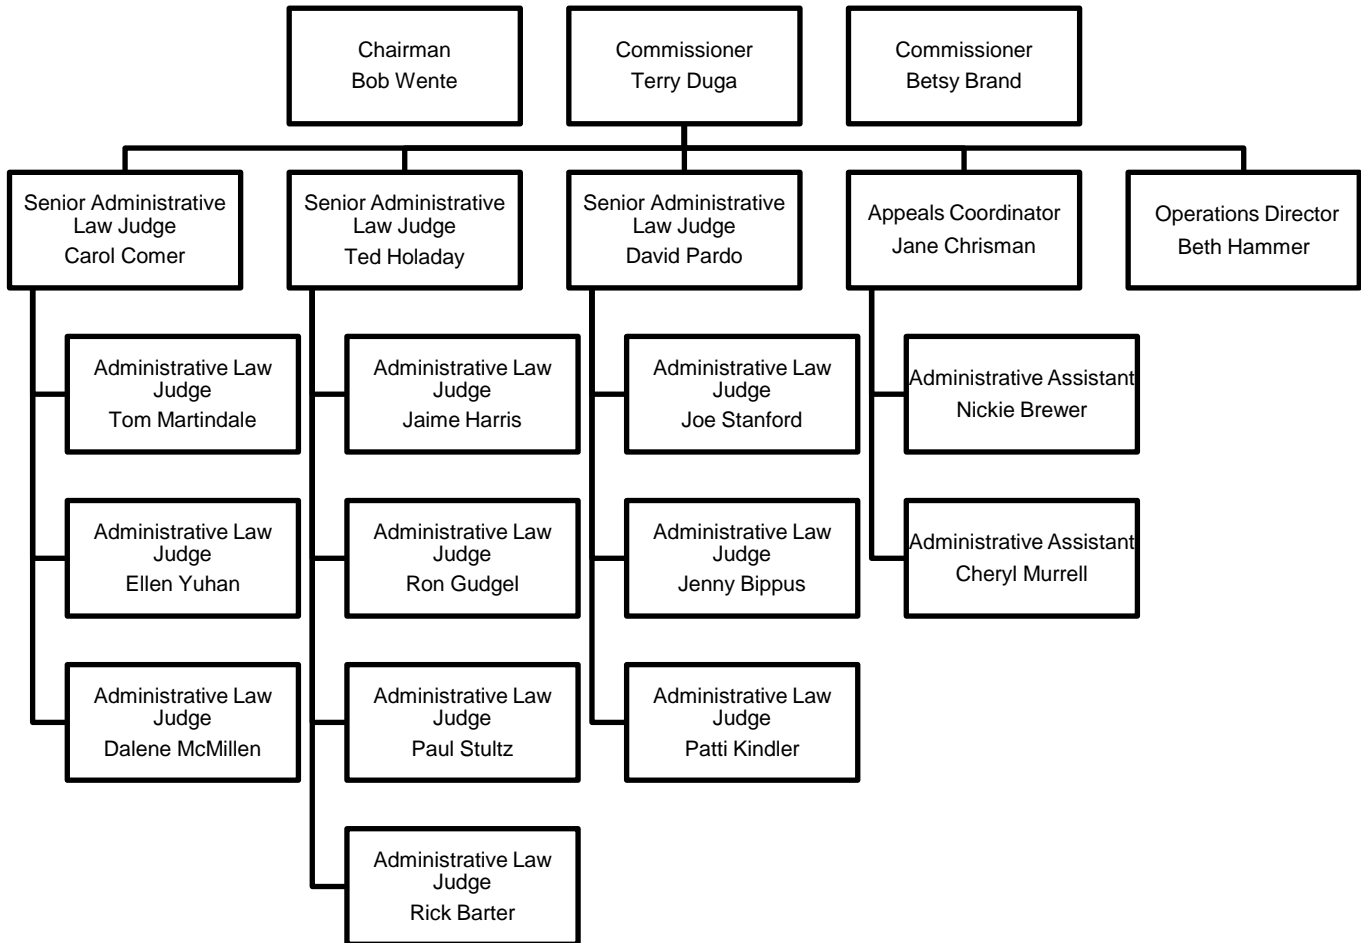 Chairman
Bob Wente
Commissioner
Terry Duga
Commissioner
Betsy Brand
Senior Administrative
Law Judge
Carol Comer
Senior Administrative
Law Judge
Ted Holaday
Senior Administrative
Law Judge
David Pardo
Appeals Coordinator
Jane Chrisman
Operations Director
Beth Hammer
Administrative Law
Judge
Tom Martindale
Administrative Law
Judge
Jaime Harris
Administrative Law
Judge
Joe Stanford
Administrative Assistant
Nickie Brewer
Administrative Law
Judge
Ellen Yuhan
Administrative Law
Judge
Ron Gudgel
Administrative Law
Judge
Jenny Bippus
Administrative Assistant
Cheryl Murrell
Administrative Law
Judge
Dalene McMillen
Administrative Law
Judge
Paul Stultz
Administrative Law
Judge
Patti Kindler
Administrative Law
Judge
Rick Barter